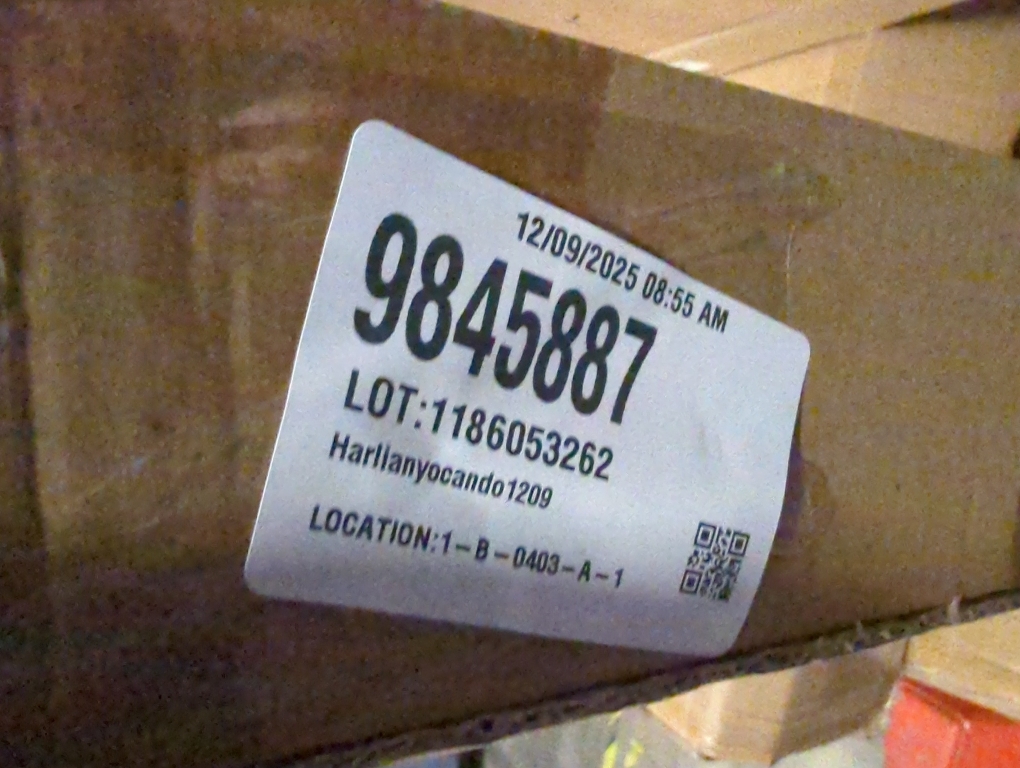 12/09/2025 08:55 AM
9845887
LOT:1186053262
Harlianyocando1209
LOCATION:1-B-0403-A-1